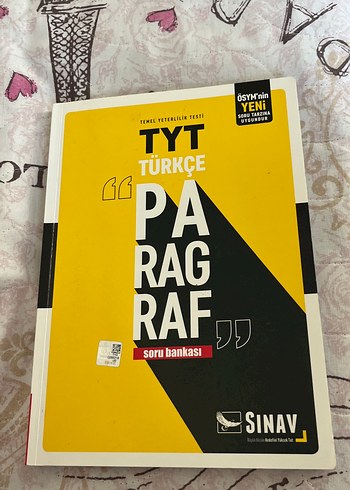 ÖSYM'nin
YENİ
SORU TARZINA
UYGUNDUR
TEMEL YETERLİLİK TESTİ
TYT
TÜRKÇE
“PA
RAG
RAF”
soru bankası
SINAV